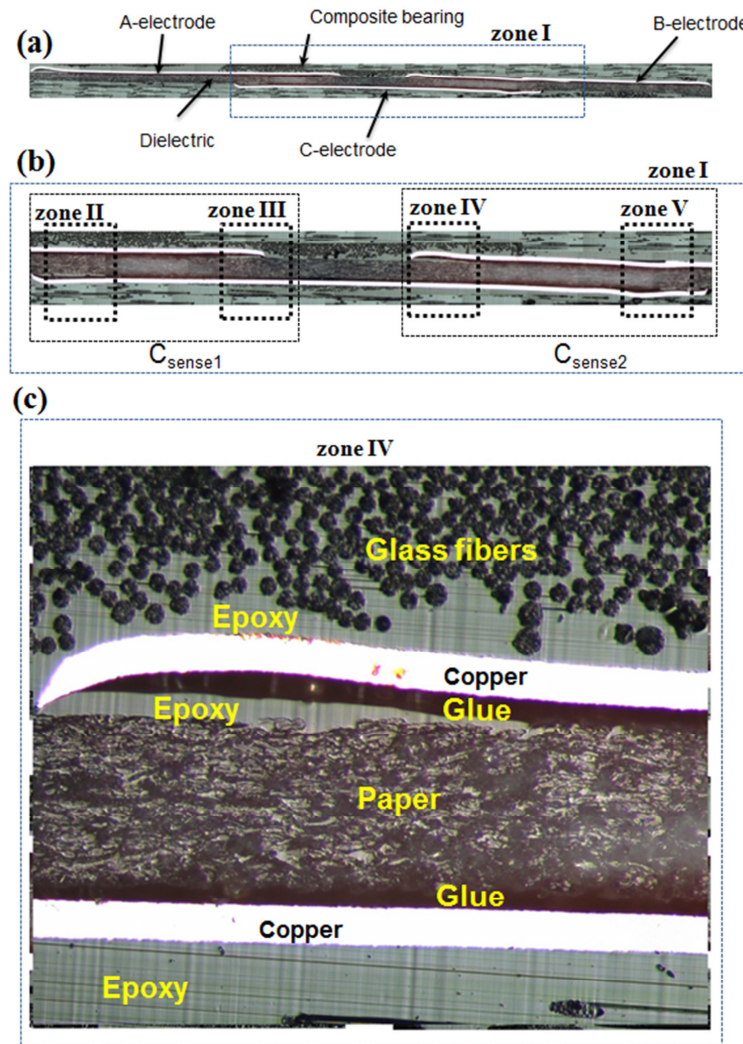 (a)
A-electrode
Composite bearing
zone I
B-electrode
Dielectric
C-electrode
(b)
zone I
zone II
zone III
zone IV
zone V
Csense1
Csense2
(c)
zone IV
Glass fibers
Epoxy
Copper
Epoxy
Glue
Paper
Glue
Copper
Epoxy